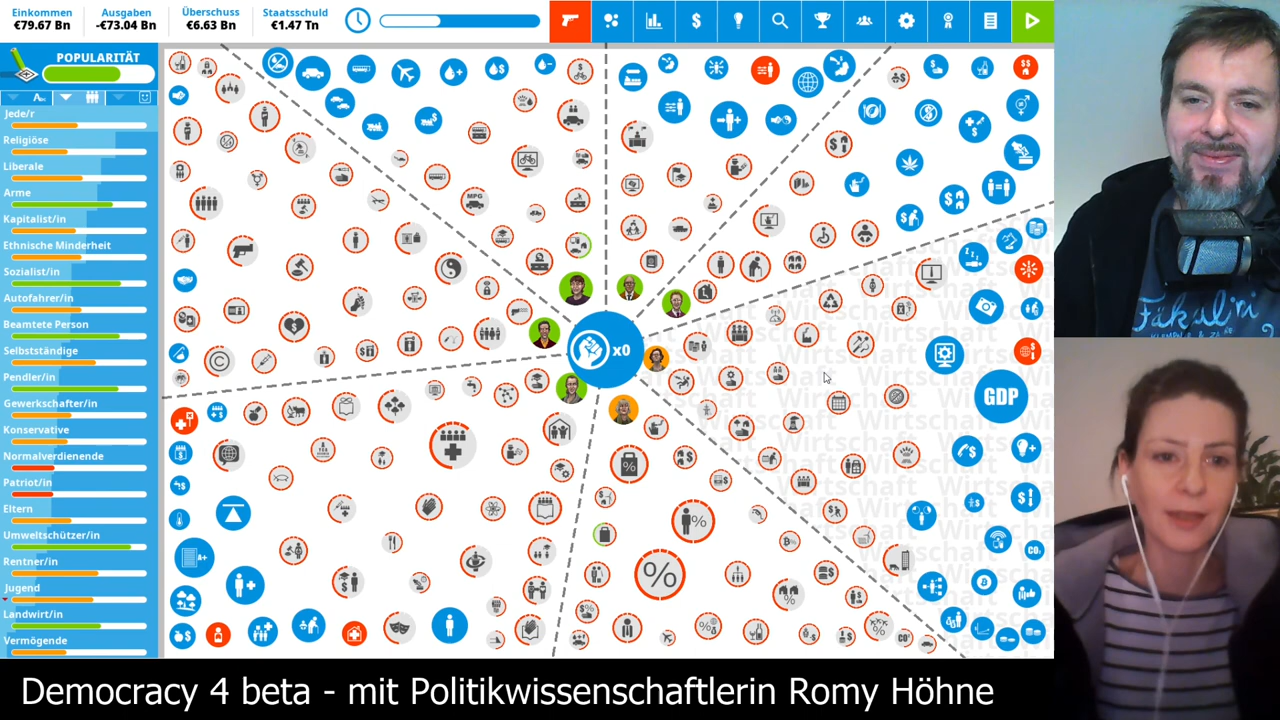 Einkommen
€79.67 Bn
Ausgaben
-€73.04 Bn
Überschuss
€6.63 Bn
Staatsschuld
€1.47 Tn
POPULARITÄT
Jede/r
Religiöse
Liberale
Arme
Kapitalist/in
Ethnische Minderheit
Sozialist/in
Autofahrer/in
Beamtete Person
Selbstständige
Pendler/in
Gewerkschafter/in
Konservative
Normalverdienende
Patriot/in
Eltern
Umweltschützer/in
Rentner/in
Jugend
Landwirt/in
Vermögende
x0
GDP
MPG
Wirtschaft
Fakul'ni
Democracy 4 beta - mit Politikwissenschaftlerin Romy Höhne